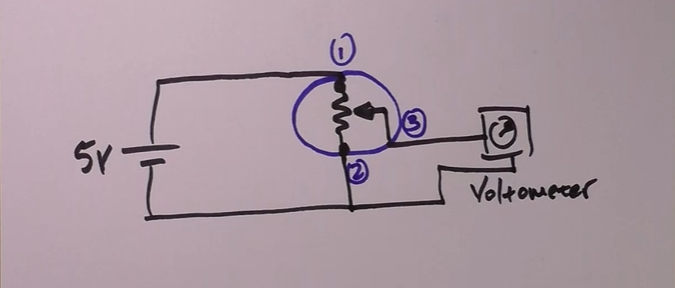 ①
③
5V
②
Voltometer